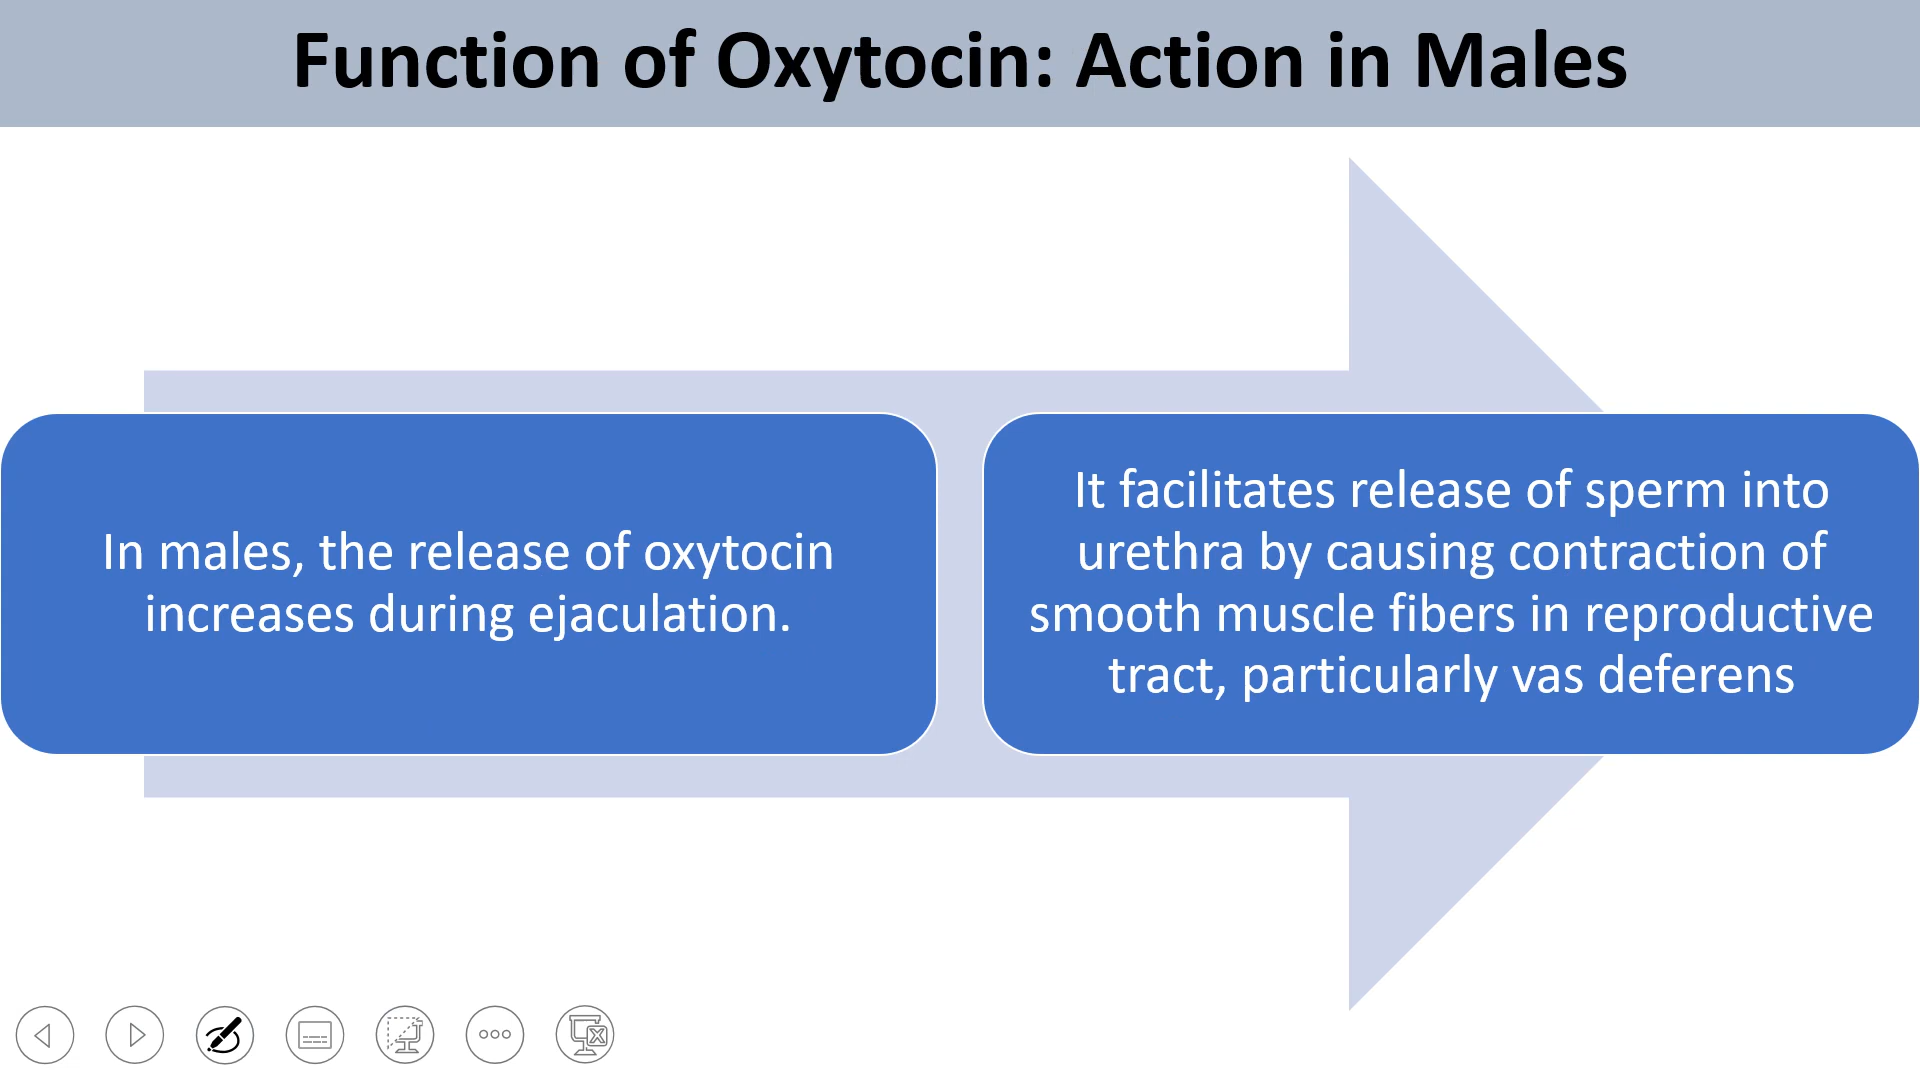 Function of Oxytocin: Action in Males
In males, the release of oxytocin
increases during ejaculation.
It facilitates release of sperm into
urethra by causing contraction of
smooth muscle fibers in reproductive
tract, particularly vas deferens